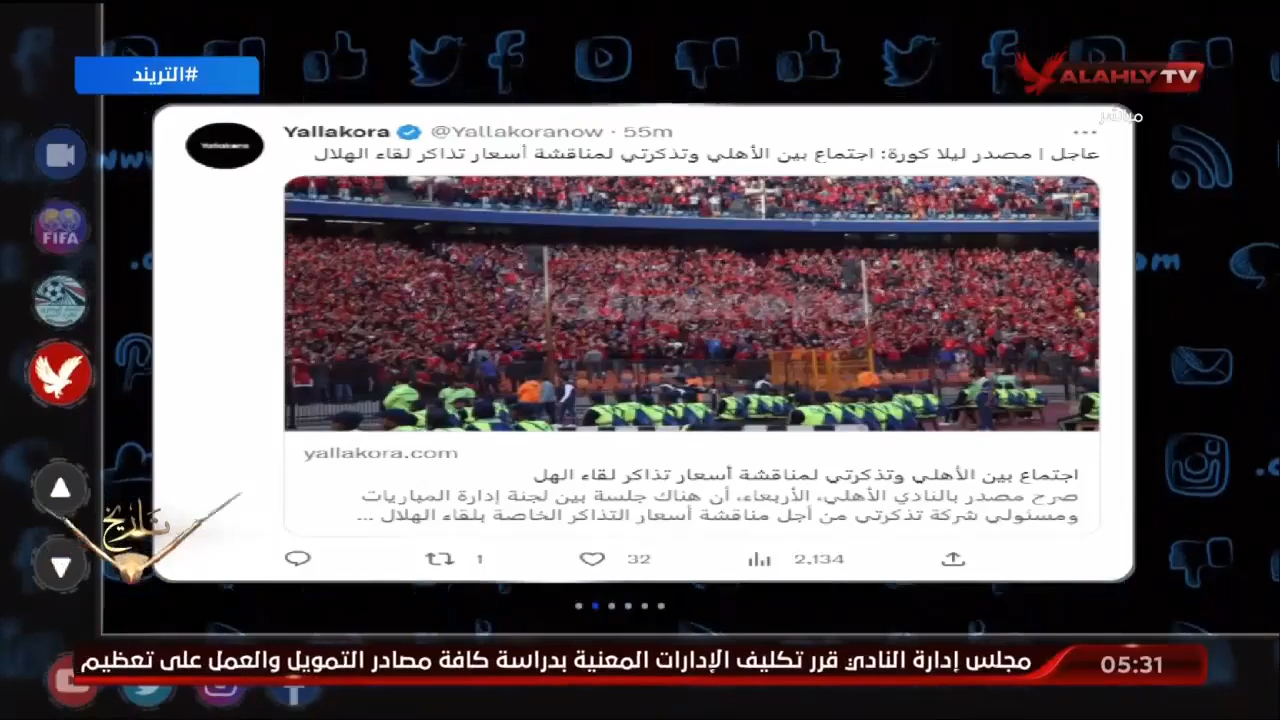 #التريند
ALAHLY TV
مباشر
Yallakora @Yallakoranow · 55m
عاجل | مصدر ليلا كورة: اجتماع بين الأهلي وتذكرتي لمناقشة أسعار تذاكر لقاء الهلال
Yallakora
yallakora.com
اجتماع بين الأهلي وتذكرتي لمناقشة أسعار تذاكر لقاء الهل
صرح مصدر بالنادي الأهلي، الأربعاء، أن هناك جلسة بين لجنة إدارة المباريات
ومسئولي شركة تذكرتي من أجل مناقشة أسعار التذاكر الخاصة بلقاء الهلال ...
1 32 2,134
www
FIFA
.c
om
.c
مجلس إدارة النادي قرر تكليف الإدارات المعنية بدراسة كافة مصادر التمويل والعمل على تعظيم
05:31